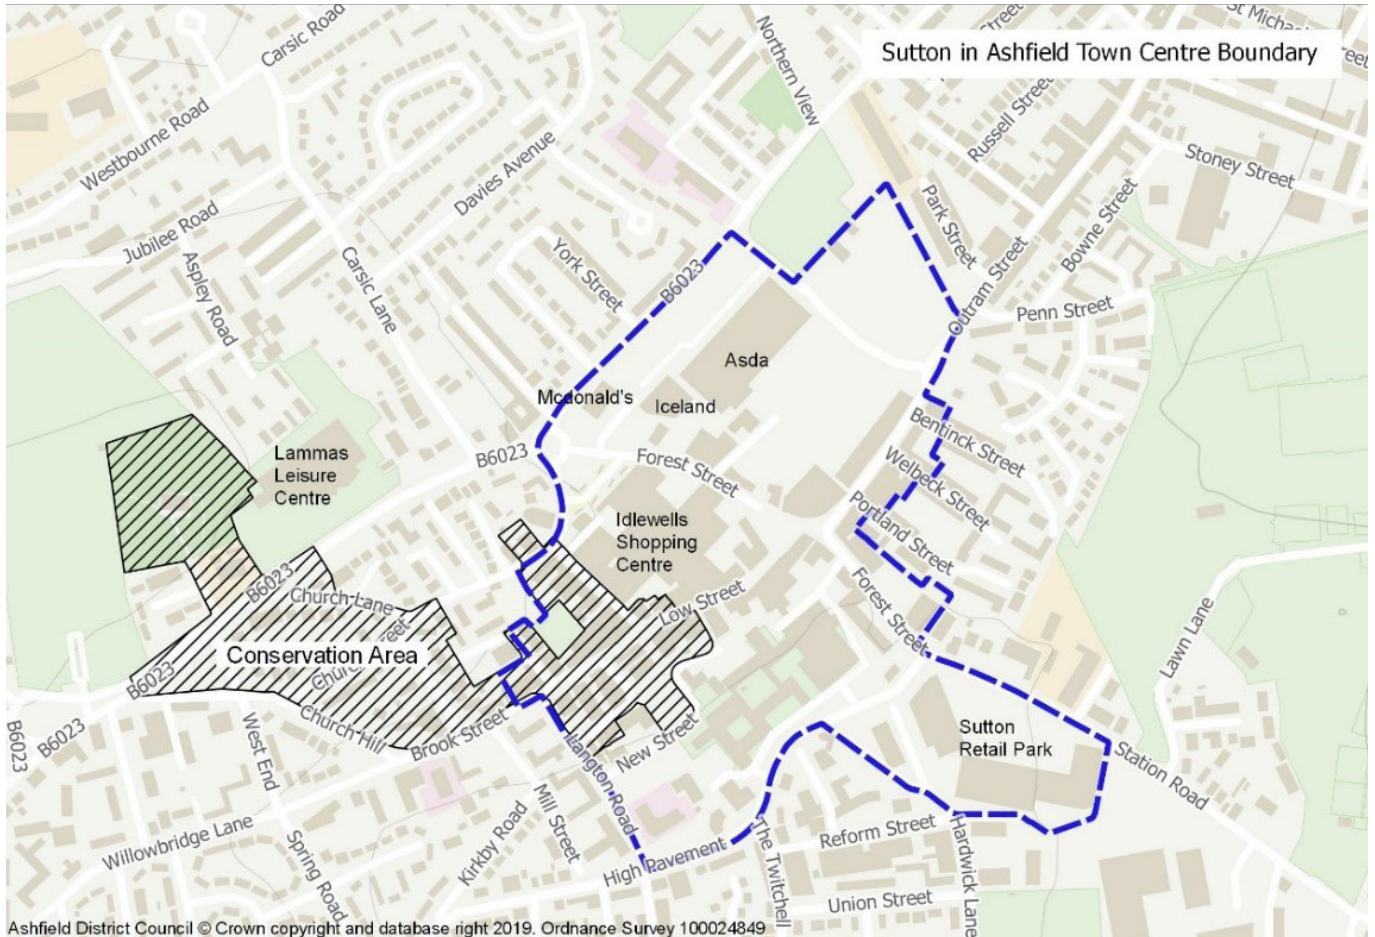 Sutton in Ashfield Town Centre Boundary
St Michael
Street
Carsic Road
Northern View
Russell Street
Westbourne Road
Stoney Street
Davies Avenue
Park Street
Bowne Street
Jubilee Road
Aspley Road
Carsic Lane
York Street
B6023
Outram Street
Penn Street
Asda
Mcdonald's
Iceland
Bentinck Street
B6023
Forest Street
Welbeck Street
Lammas
Leisure
Centre
Portland Street
Idlewells
Shopping
Centre
B6023
Church Lane
Low Street
Forest Street
Lawn Lane
Conservation Area
B6023
Church Hill
West End
Brook Street
Langton Road
New Street
Sutton
Retail Park
Station Road
B6023
B6023
Mill Street
Kirkby Road
Willowbridge Lane
Spring Road
High Pavement
The Twitchell
Reform Street
Hardwick Lane
Union Street
Ashfield District Council © Crown copyright and database right 2019. Ordnance Survey 100024849